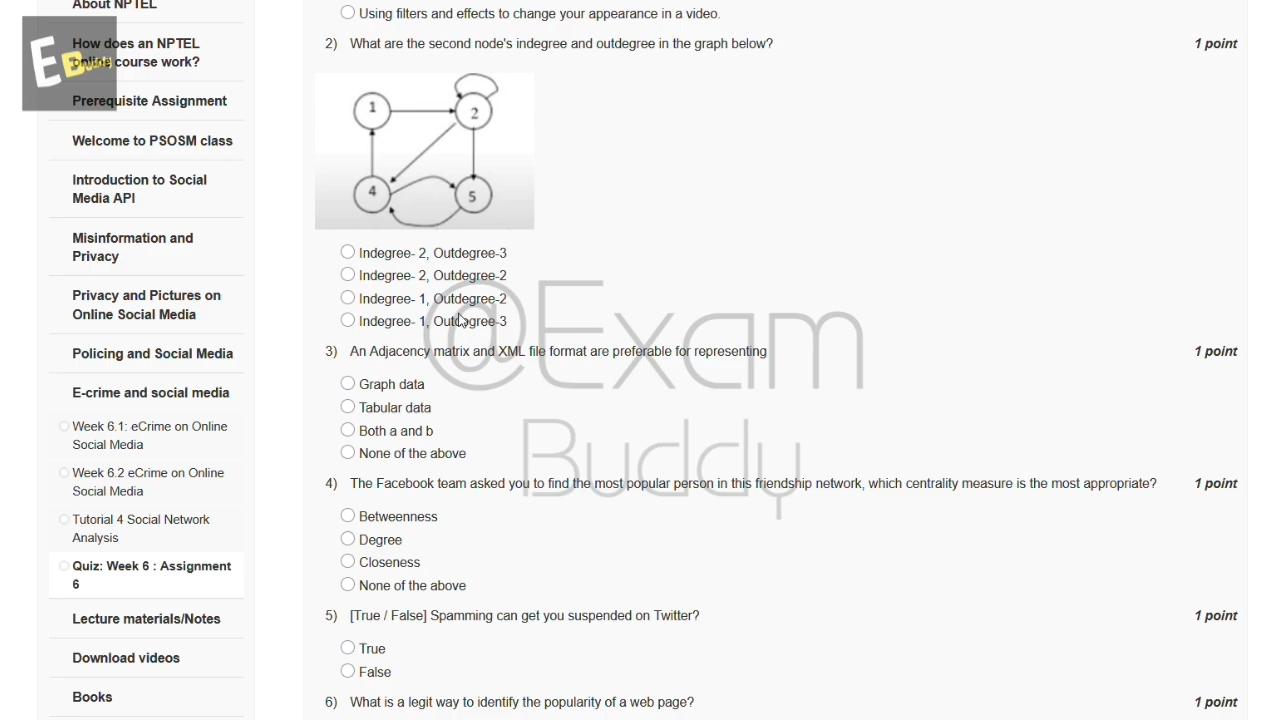 About NPTEL
How does an NPTEL
online course work?
Prerequisite Assignment
Welcome to PSOSM class
Introduction to Social
Media API
Misinformation and
Privacy
Privacy and Pictures on
Online Social Media
Policing and Social Media
E-crime and social media
Week 6.1: eCrime on Online
Social Media
Week 6.2 eCrime on Online
Social Media
Tutorial 4 Social Network
Analysis
Quiz: Week 6 : Assignment
6
Lecture materials/Notes
Download videos
Books
E Buddy
Using filters and effects to change your appearance in a video.
2) What are the second node's indegree and outdegree in the graph below? 1 point
1 2
4 5
Indegree- 2, Outdegree-3
Indegree- 2, Outdegree-2
Indegree- 1, Outdegree-2
Indegree- 1, Outdegree-3
3) An Adjacency matrix and XML file format are preferable for representing 1 point
Graph data
Tabular data
Both a and b
None of the above
4) The Facebook team asked you to find the most popular person in this friendship network, which centrality measure is the most appropriate? 1 point
Betweenness
Degree
Closeness
None of the above
5) [True / False] Spamming can get you suspended on Twitter? 1 point
True
False
6) What is a legit way to identify the popularity of a web page? 1 point
@Exam
Buddy